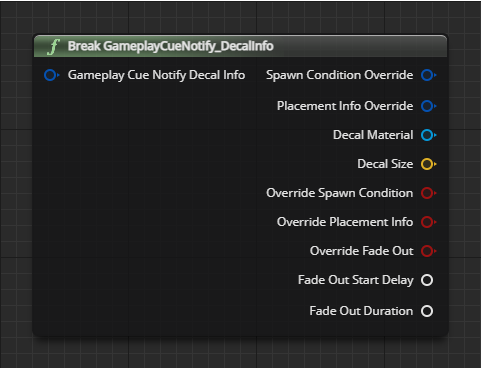 f Break GameplayCueNotify_DecalInfo
Gameplay Cue Notify Decal Info Spawn Condition Override
Placement Info Override
Decal Material
Decal Size
Override Spawn Condition
Override Placement Info
Override Fade Out
Fade Out Start Delay
Fade Out Duration